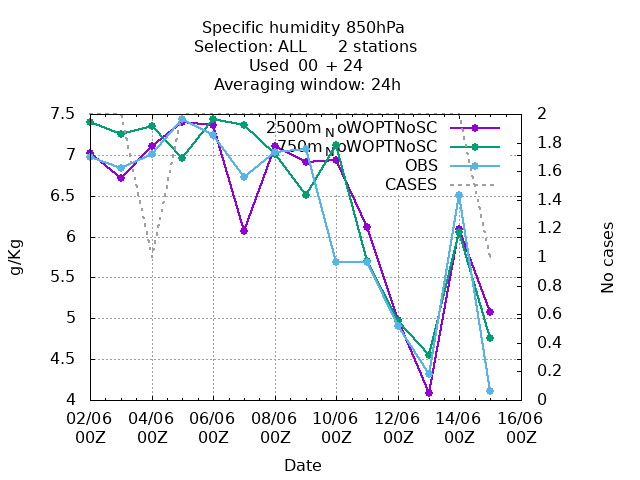 Specific humidity 850hPa
Selection: ALL 2 stations
Used 00 + 24
Averaging window: 24h
7.5
7
6.5
6
5.5
5
4.5
4
g/Kg
2500m_NoWOPTNoSC
750m_NoWOPTNoSC
OBS
CASES
2
1.8
1.6
1.4
1.2
1
0.8
0.6
0.4
0.2
0
No cases
02/06 04/06 06/06 08/06 10/06 12/06 14/06 16/06
00Z 00Z 00Z 00Z 00Z 00Z 00Z 00Z
Date